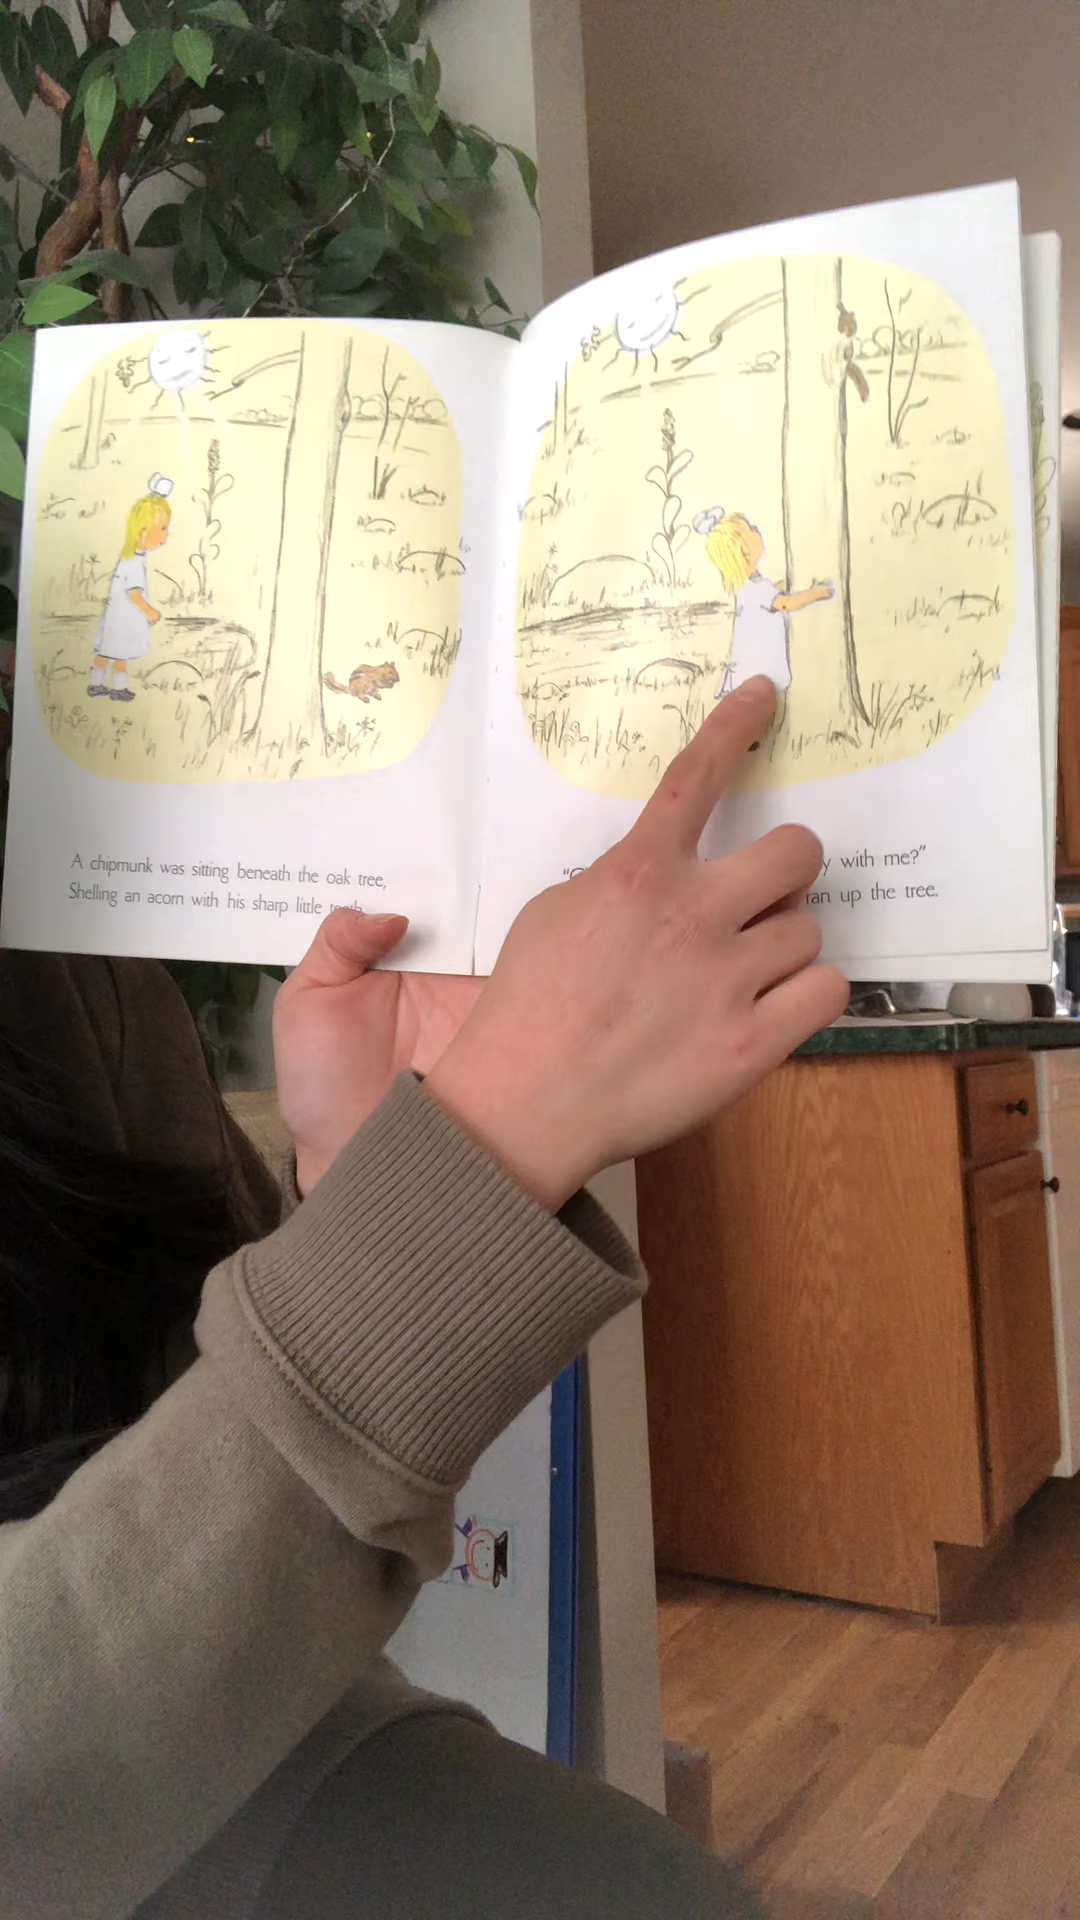 A chipmunk was sitting beneath the oak tree,
Shelling an acorn with his sharp little teeth
with me?"
ran up the tree.